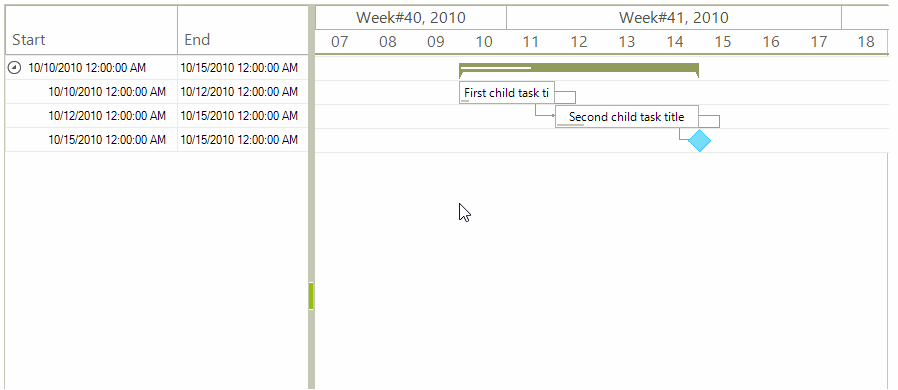 Week#40, 2010 Week#41, 2010
Start End 07 08 09 10 11 12 13 14 15 16 17 18
10/10/2010 12:00:00 AM 10/15/2010 12:00:00 AM
10/10/2010 12:00:00 AM 10/12/2010 12:00:00 AM First child task ti
10/12/2010 12:00:00 AM 10/15/2010 12:00:00 AM Second child task title
10/15/2010 12:00:00 AM 10/15/2010 12:00:00 AM